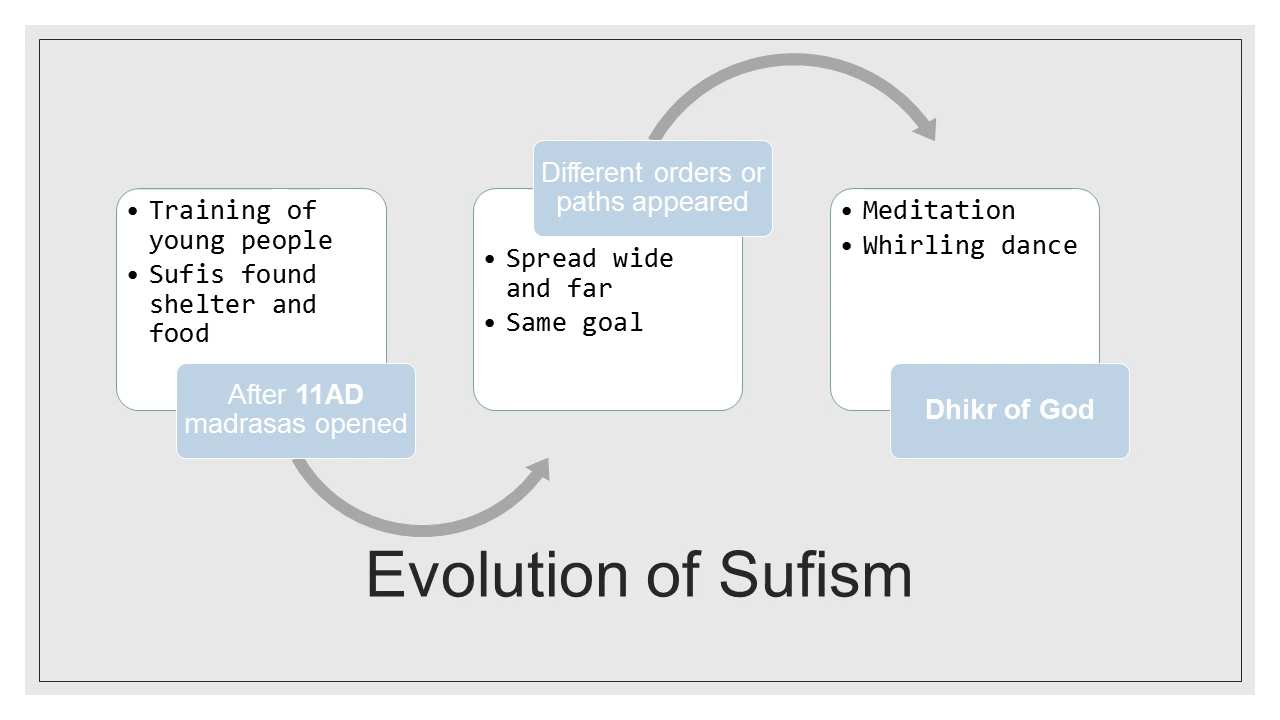 • Training of
young people
• Sufis found
shelter and
food
After 11AD
madrasas opened
Different orders or
paths appeared
• Spread wide
and far
• Same goal
• Meditation
• Whirling dance
Dhikr of God
Evolution of Sufism